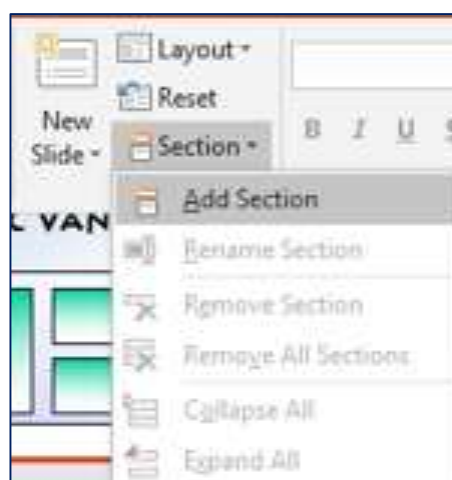 Layout
Reset
New
Slide
Section
B I U S
Add Section
VAN
Rename Section
Remove Section
Remove All Sections
Collapse All
Expand All